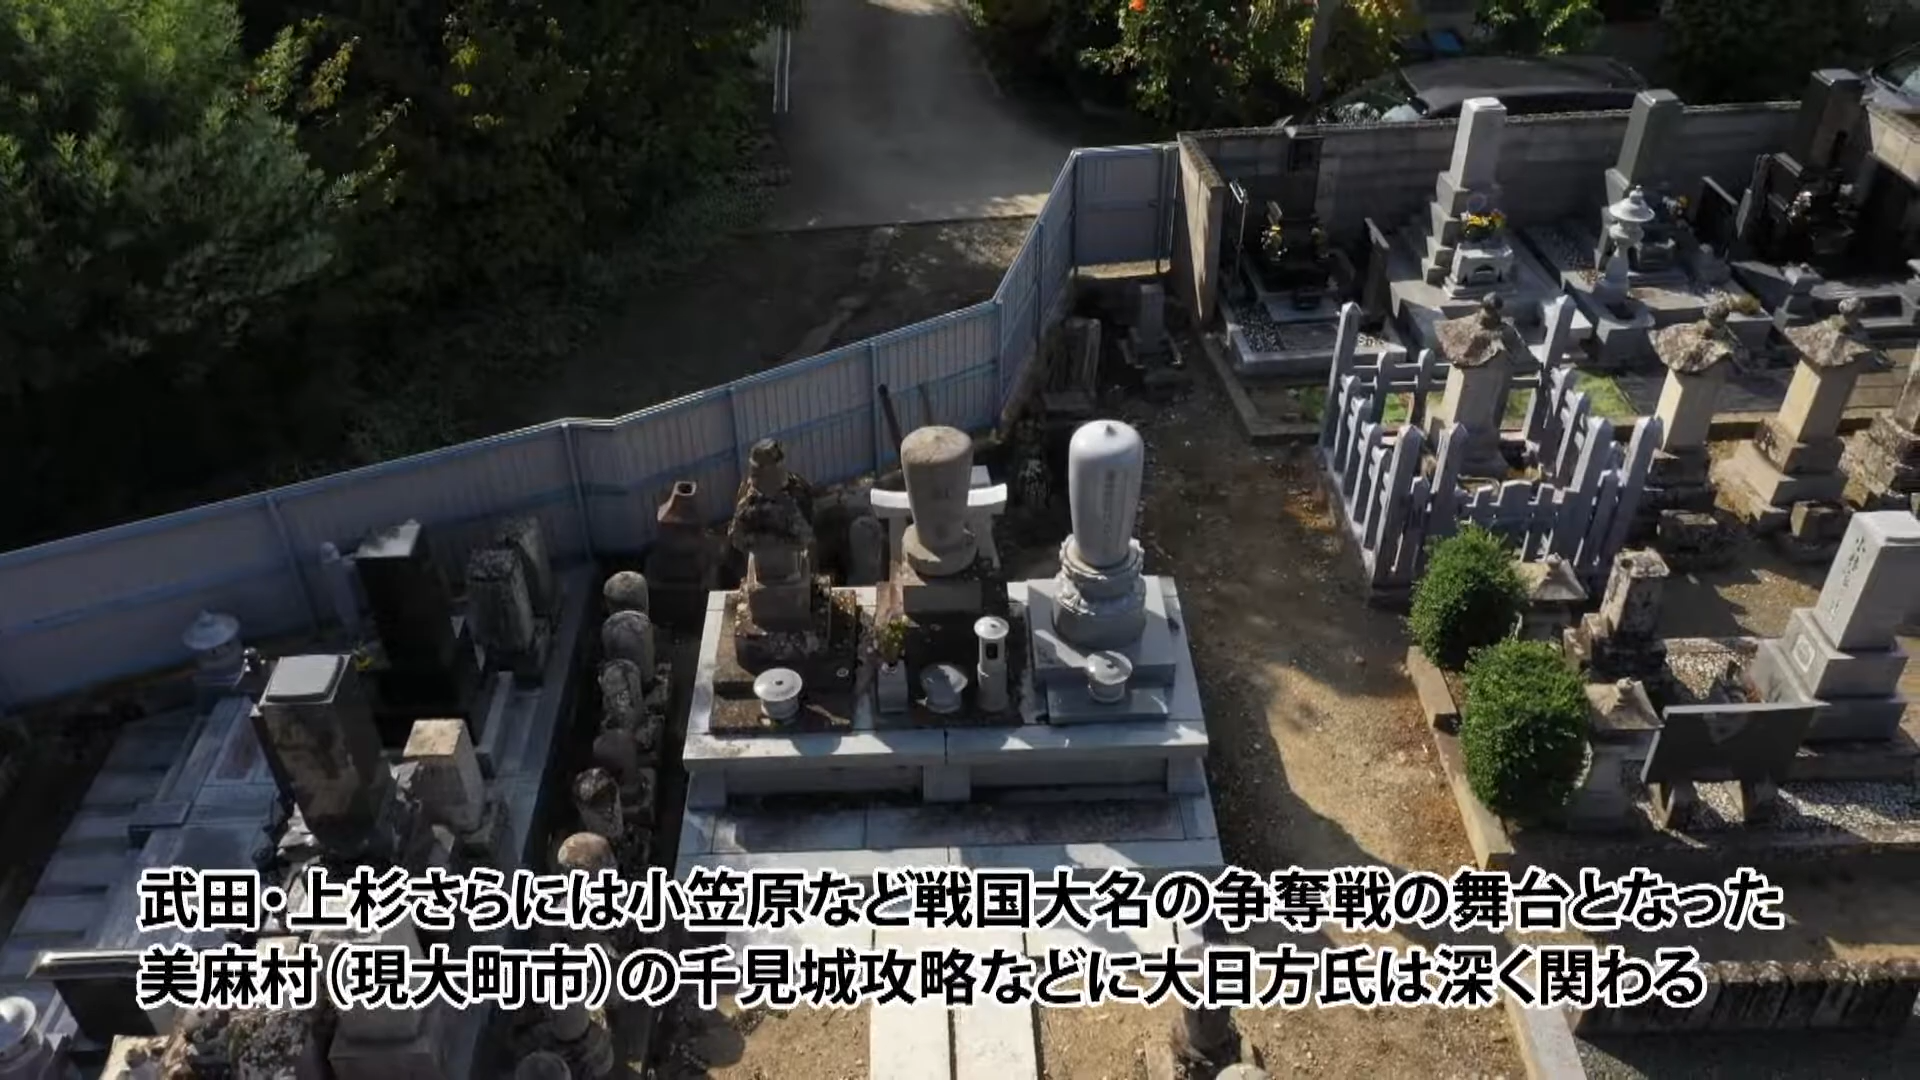 武田・上杉さらには小笠原など戦国大名の争奪戦の舞台となった
美麻村（現大町市）の千見城攻略などに大日方氏は深く関わる